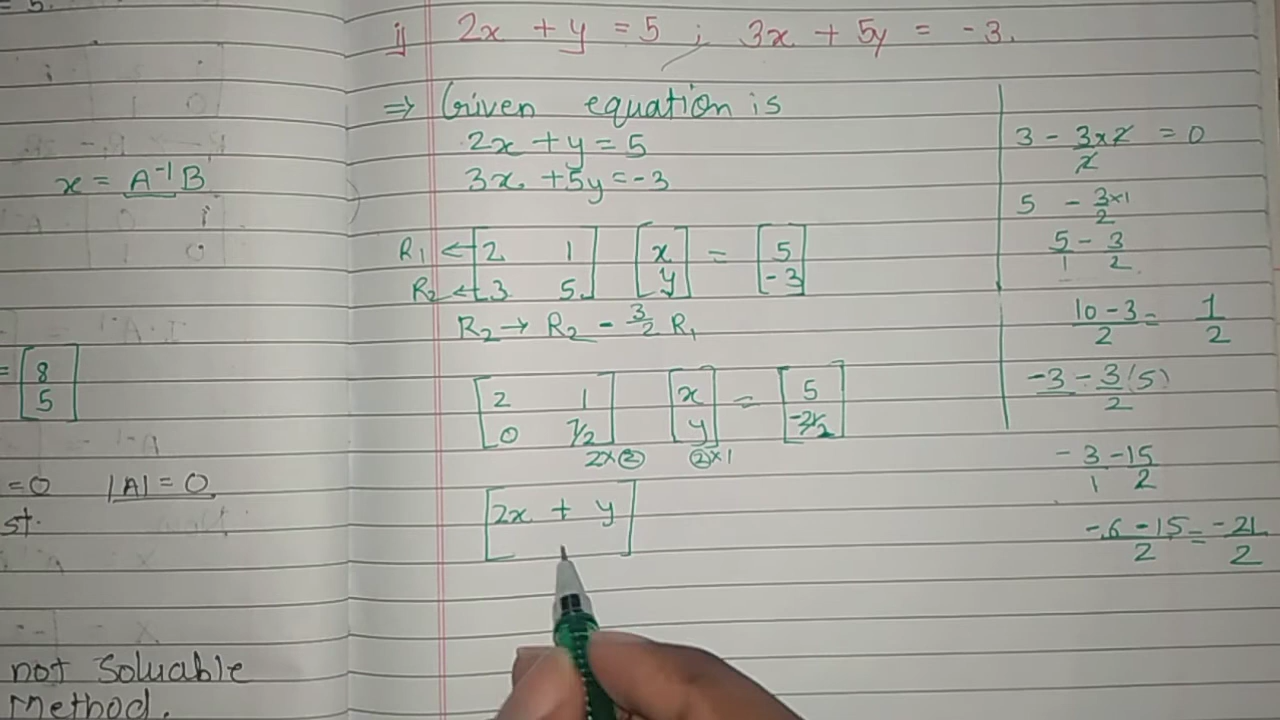 = 5.
x = A⁻¹ B
= [8
5]
= 0 |A| = 0
st.
not Soluable
Method.
i) 2x + y = 5 ; 3x + 5y = -3.
⇒ Given equation is
2x + y = 5
3x + 5y = -3
R₁ ← [2 1] [x] = [5]
R₂ ← [3 5] [y] [-3]
R₂ → R₂ - 3/2 R₁
[2 1] [x] = [5]
[0 7/2] [y] [-21/2]
2×② ②×1
[2x + y]
3 - 3×2/2 = 0
5 - 3×1/2
5/1 - 3/2
10-3/2 = 1/2
-3 - 3(5)/2
-3/1 -15/2
-6-15/2 = -21/2